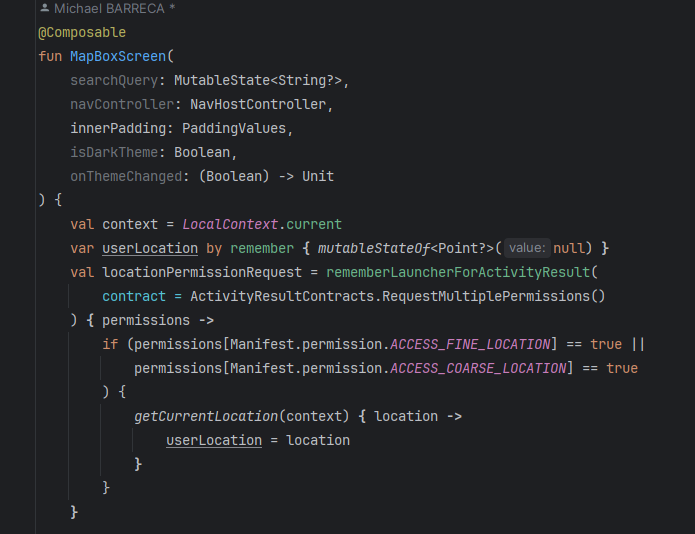 Michael BARRECA *
@Composable
fun MapBoxScreen(
searchQuery: MutableState<String?>,
navController: NavHostController,
innerPadding: PaddingValues,
isDarkTheme: Boolean,
onThemeChanged: (Boolean) -> Unit
) {
val context = LocalContext.current
var userLocation by remember { mutableStateOf<Point?>( value: null) }
val locationPermissionRequest = rememberLauncherForActivityResult(
contract = ActivityResultContracts.RequestMultiplePermissions()
) { permissions ->
if (permissions[Manifest.permission.ACCESS_FINE_LOCATION] == true ||
permissions[Manifest.permission.ACCESS_COARSE_LOCATION] == true
) {
getCurrentLocation(context) { location ->
userLocation = location
}
}
}